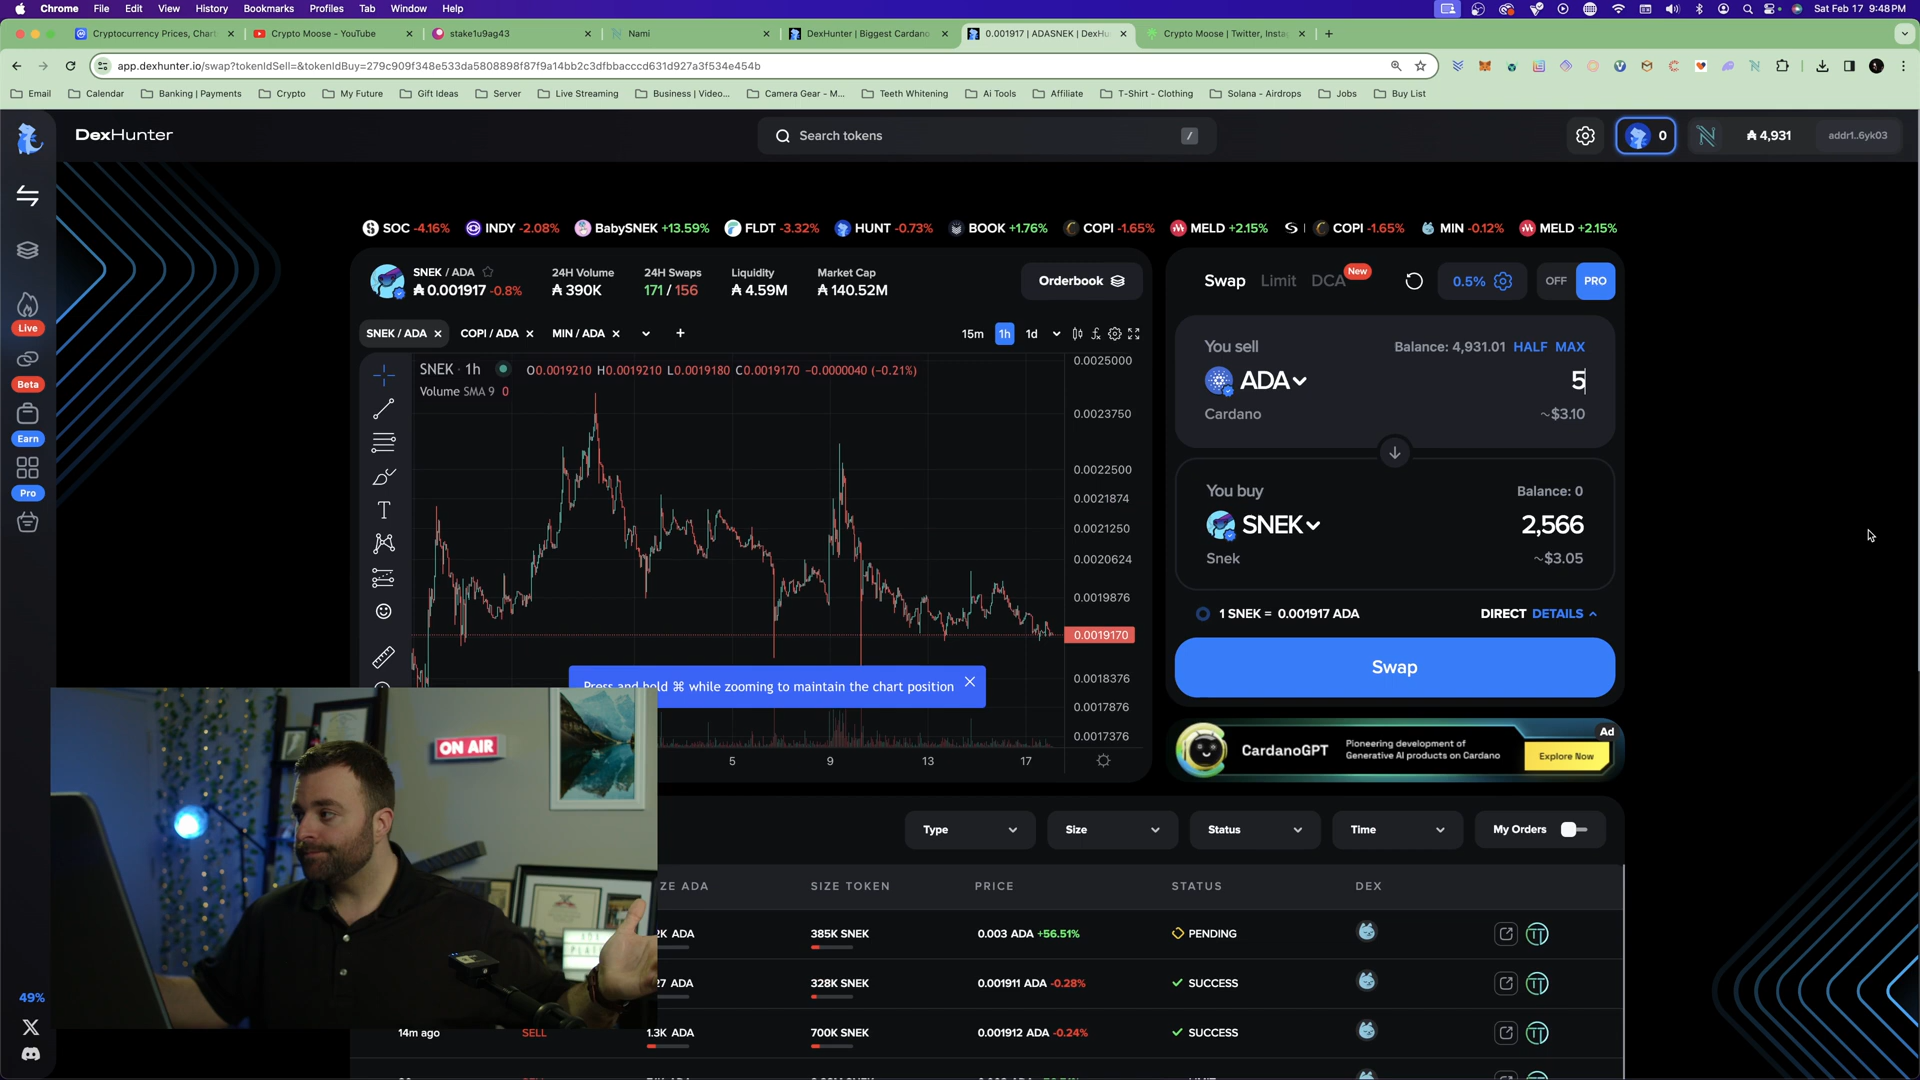 Chrome File Edit View History Bookmarks Profiles Tab Window Help Sat Feb 17 9:48 PM
Cryptocurrency Prices, Chart Crypto Moose - YouTube stake1u9ag43 Nami DexHunter | Biggest Cardano 0.001917 | ADASNEK | DexHu Crypto Moose | Twitter, Insta
app.dexhunter.io/swap?tokenIdSell=&tokenIdBuy=279c909f348e533da5808898f87f9a14bb2c3dfbbacccd631d927a3f534e454b
Email Calendar Banking | Payments Crypto My Future Gift Ideas Server Live Streaming Business | Video... Camera Gear - M... Teeth Whitening Ai Tools Affiliate T-Shirt - Clothing Solana - Airdrops Jobs Buy List
DexHunter Search tokens / 0 ₳ 4,931 addr1..6yk03
SOC -4.16% INDY -2.08% BabySNEK +13.59% FLDT -3.32% HUNT -0.73% BOOK +1.76% COPI -1.65% MELD +2.15% COPI -1.65% MIN -0.12% MELD +2.15%
SNEK / ADA 24H Volume 24H Swaps Liquidity Market Cap
₳ 0.001917 -0.8% ₳ 390K 171 / 156 ₳ 4.59M ₳ 140.52M
Orderbook
Swap Limit DCA New 0.5% OFF PRO
Live
Beta
Earn
Pro
49%
SNEK / ADA COPI / ADA MIN / ADA + 15m 1h 1d
SNEK · 1h O0.0019210 H0.0019210 L0.0019180 C0.0019170 −0.0000040 (−0.21%)
Volume SMA 9 0
0.0025000
0.0023750
0.0022500
0.0021874
0.0021250
0.0020624
0.0019876
0.0019170
0.0018376
0.0017876
0.0017376
Press and hold ⌘ while zooming to maintain the chart position
5 9 13 17
You sell Balance: 4,931.01 HALF MAX
ADA 5
Cardano ~$3.10
You buy Balance: 0
SNEK 2,566
Snek ~$3.05
1 SNEK = 0.001917 ADA DIRECT DETAILS
Swap
Ad
CardanoGPT Pioneering development of
Generative AI products on Cardano
Explore Now
ON AIR
Type Size Status Time My Orders
ZE ADA SIZE TOKEN PRICE STATUS DEX
2K ADA 385K SNEK 0.003 ADA +56.51% PENDING
27 ADA 328K SNEK 0.001911 ADA -0.28% SUCCESS
14m ago SELL 1.3K ADA 700K SNEK 0.001912 ADA -0.24% SUCCESS